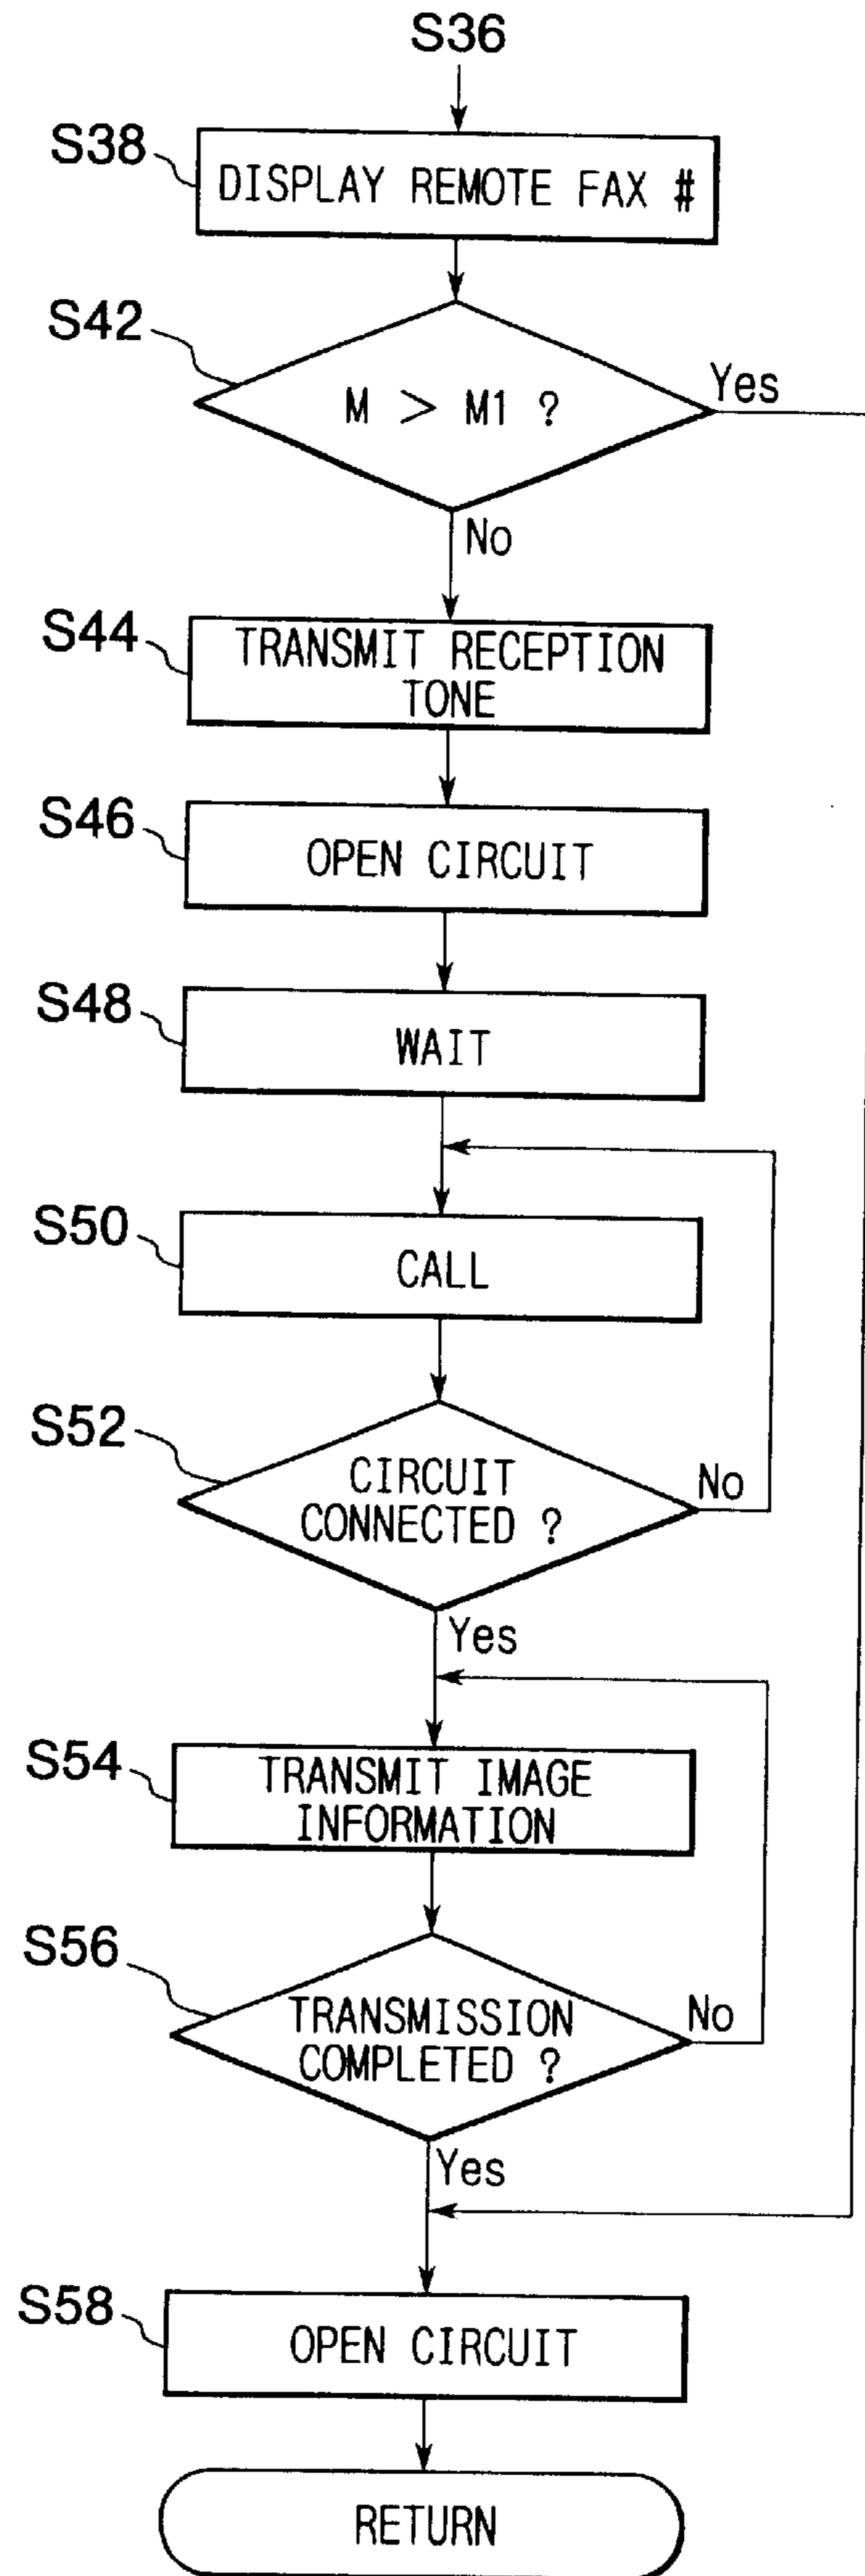 S36
S38
DISPLAY REMOTE FAX #
S42
M > M1 ?
Yes
No
S44
TRANSMIT RECEPTION
TONE
S46
OPEN CIRCUIT
S48
WAIT
S50
CALL
S52
CIRCUIT
CONNECTED ?
No
Yes
S54
TRANSMIT IMAGE
INFORMATION
S56
TRANSMISSION
COMPLETED ?
No
Yes
S58
OPEN CIRCUIT
RETURN